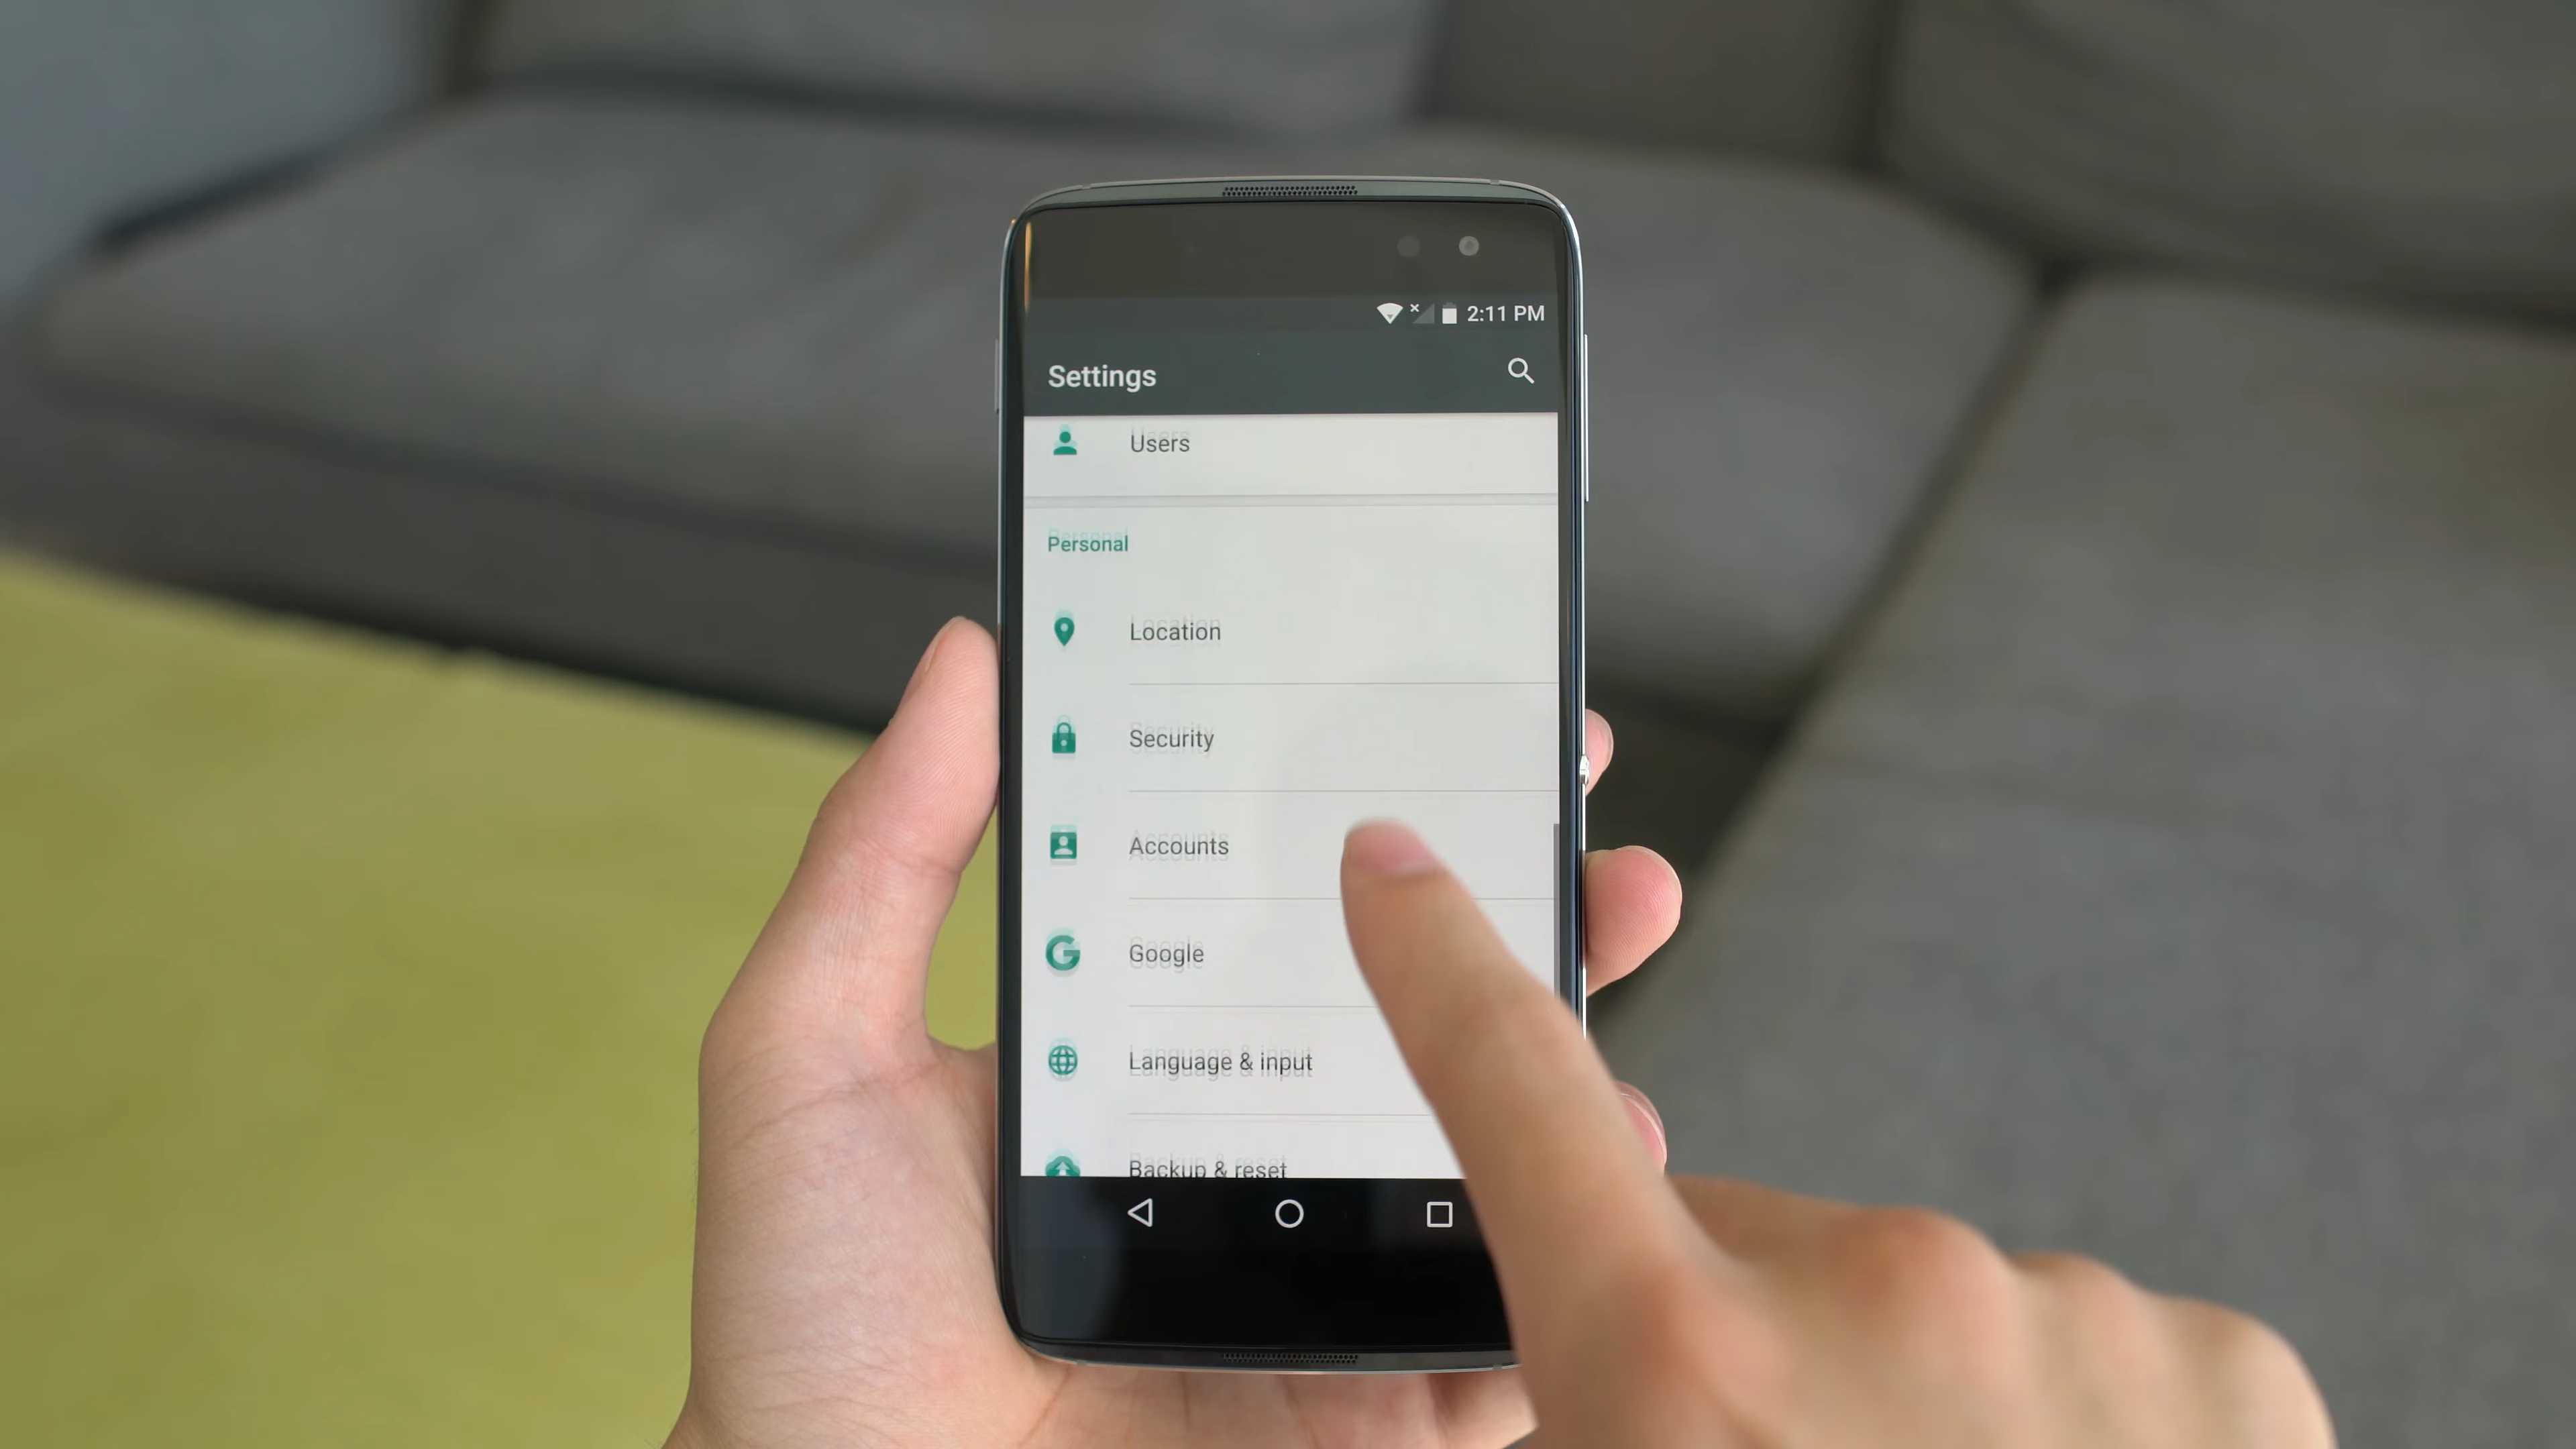 2:11 PM
Settings
Users
Personal
Location
Security
Accounts
Google
Language & input
Backup & reset